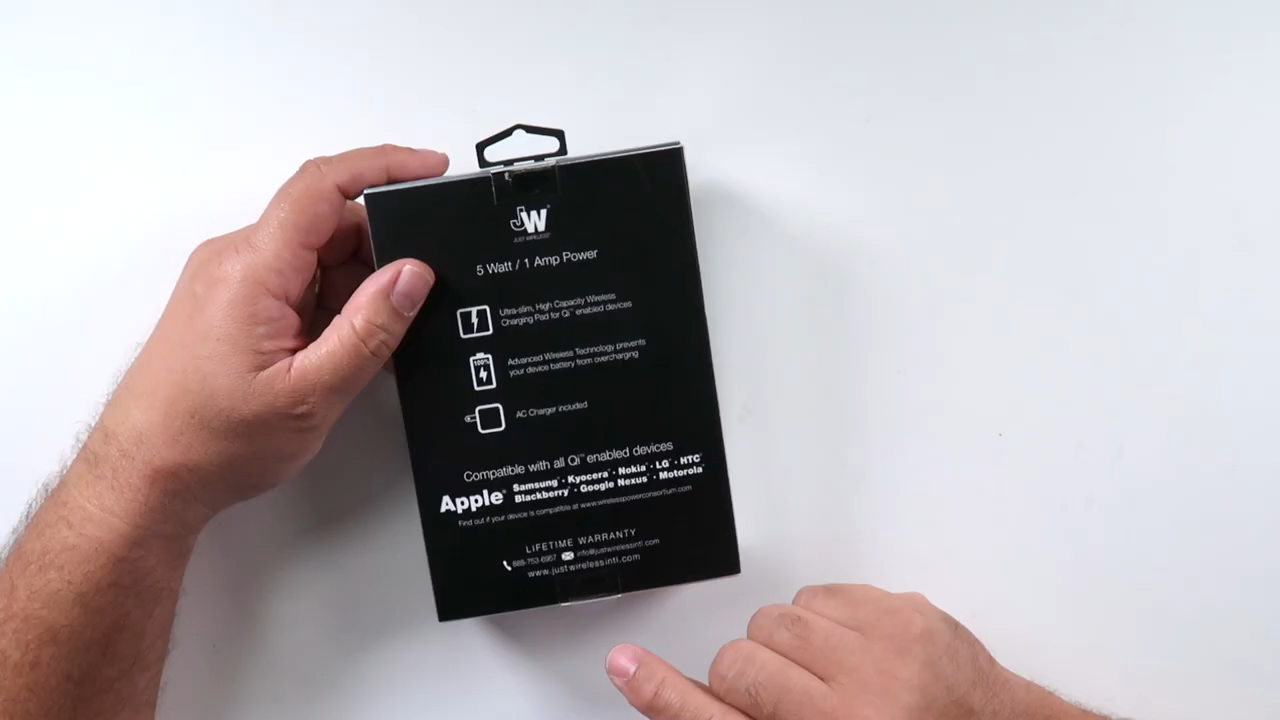 JW
JUST WIRELESS®
5 Watt / 1 Amp Power
Ultra-slim, High Capacity Wireless
Charging Pad for Qi™ enabled devices
100%
Advanced Wireless Technology prevents
your device battery from overcharging
AC Charger included
Compatible with all Qi™ enabled devices
Apple® Samsung® • Kyocera® • Nokia® • LG® • HTC®
Blackberry® • Google Nexus® • Motorola®
Find out if your device is compatible at www.wirelesspowerconsortium.com
LIFETIME WARRANTY
888-753-6957 info@justwirelessintl.com
www.justwirelessintl.com